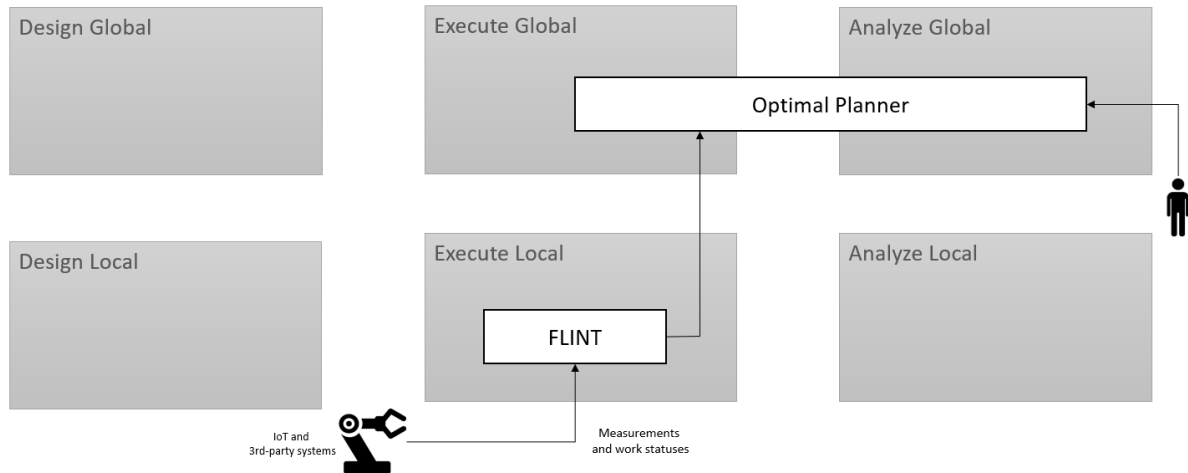 Design Global
Execute Global
Analyze Global
Optimal Planner
Design Local
Execute Local
Analyze Local
FLINT
IoT and
3rd-party systems
Measurements
and work statuses